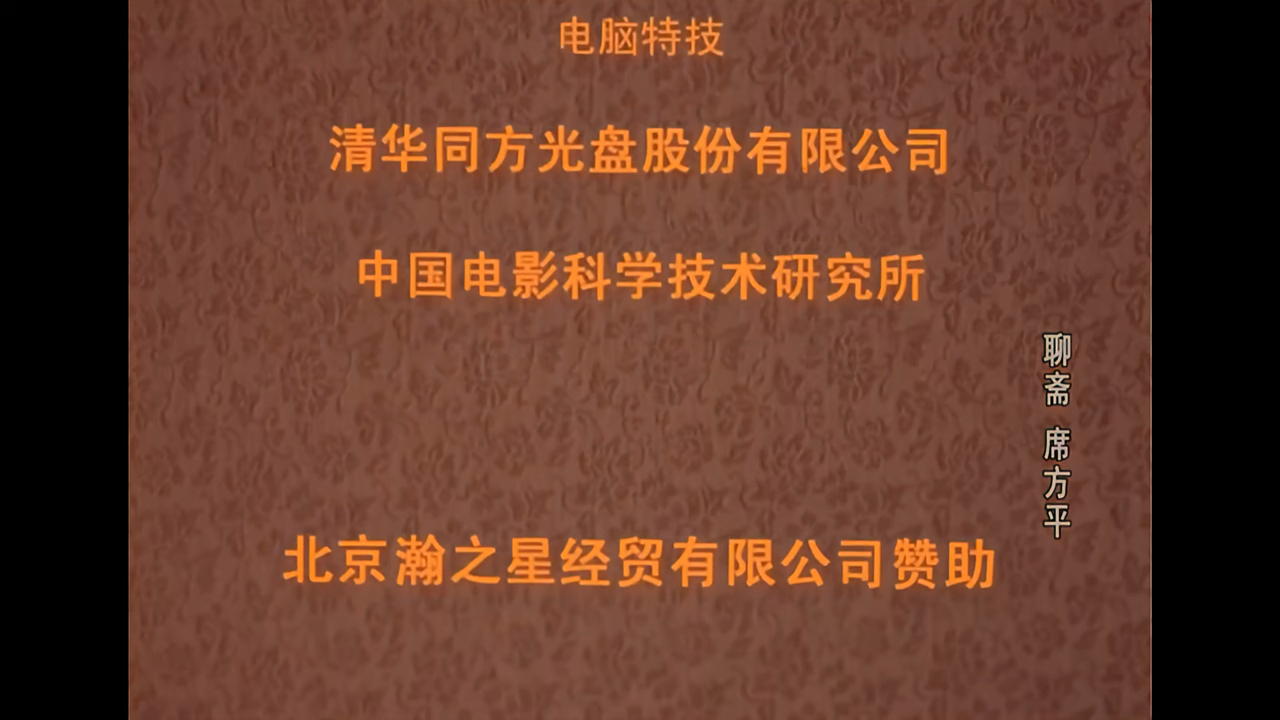 电脑特技
清华同方光盘股份有限公司
中国电影科学技术研究所
聊斋 席方平
北京瀚之星经贸有限公司赞助